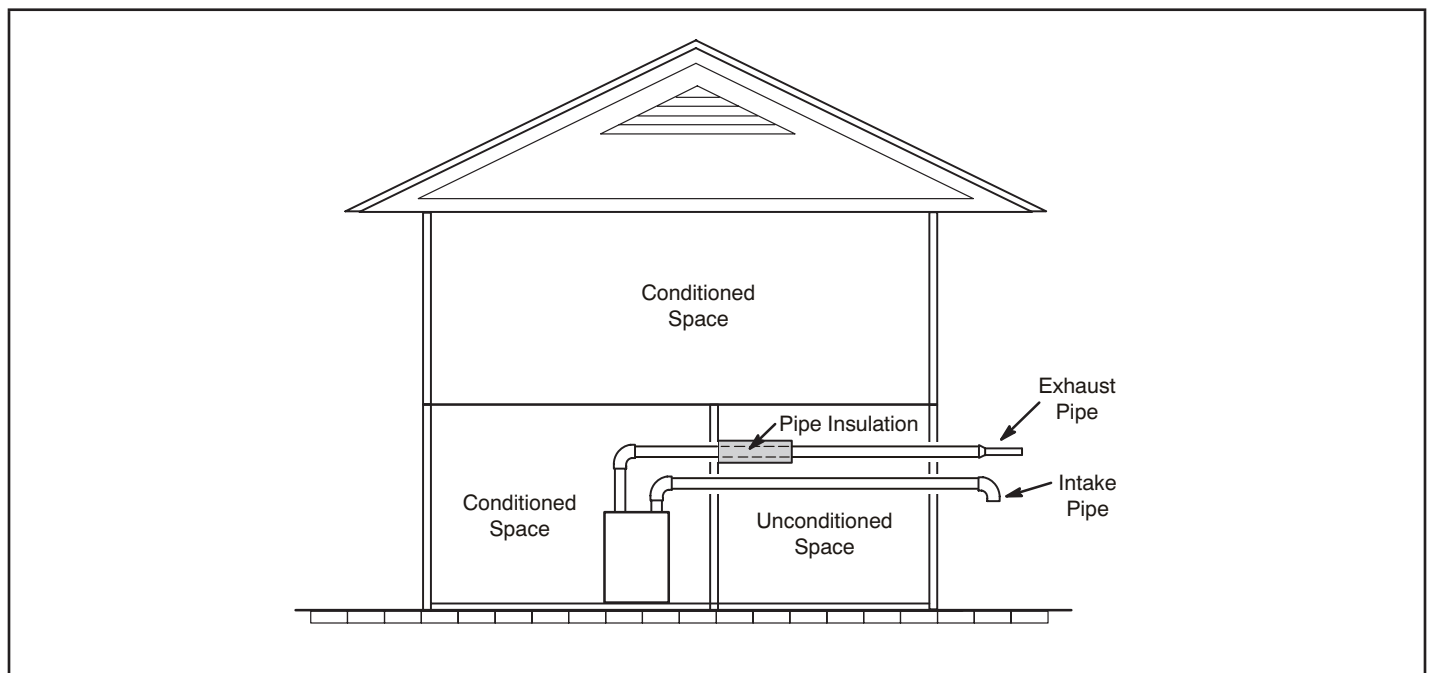 Conditioned
Space
Exhaust
Pipe
Pipe Insulation
Conditioned
Space
Unconditioned
Space
Intake
Pipe